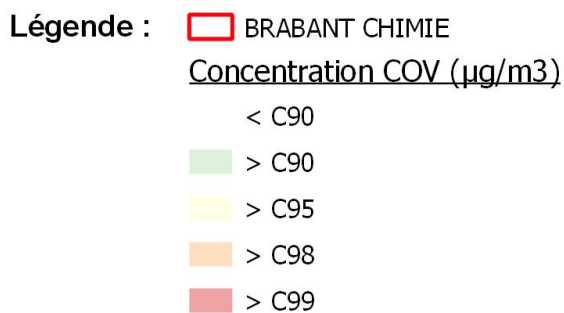 Légende : BRABANT CHIMIE
Concentration COV (µg/m3)
< C90
> C90
> C95
> C98
> C99